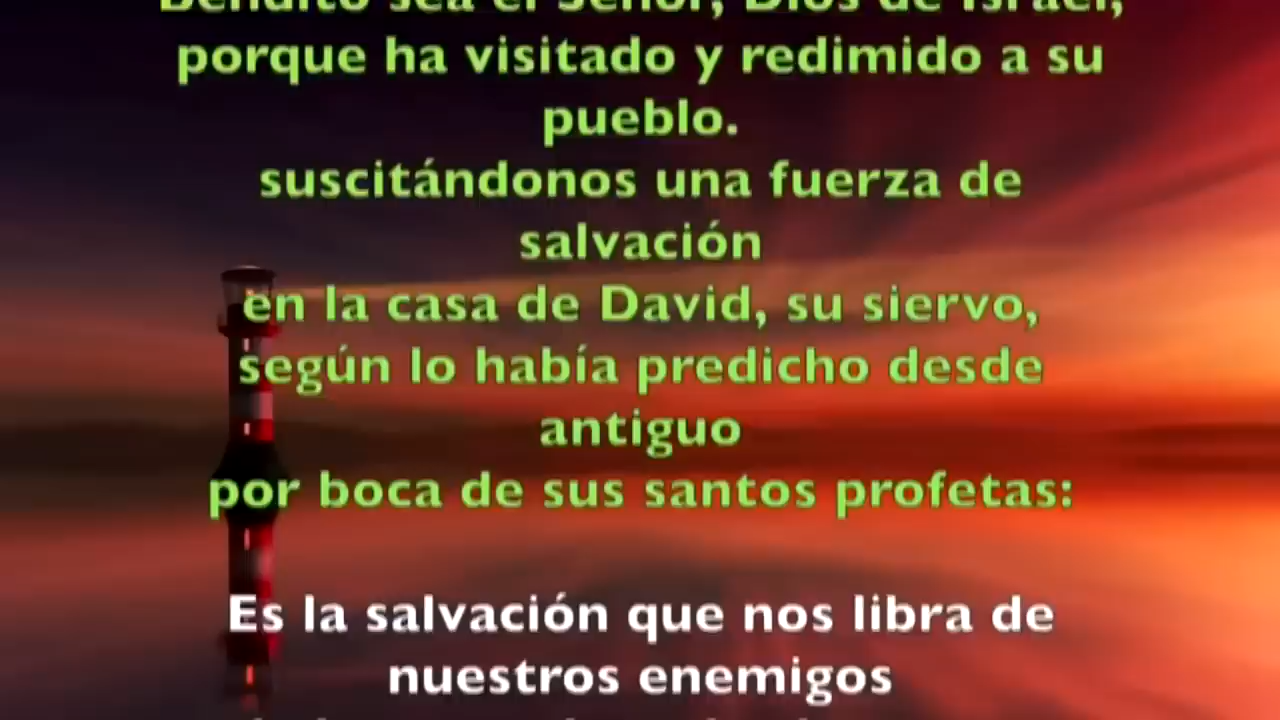 Bendito sea el Señor, Dios de Israel,
porque ha visitado y redimido a su
pueblo.
suscitándonos una fuerza de
salvación
en la casa de David, su siervo,
según lo había predicho desde
antiguo
por boca de sus santos profetas:
Es la salvación que nos libra de
nuestros enemigos